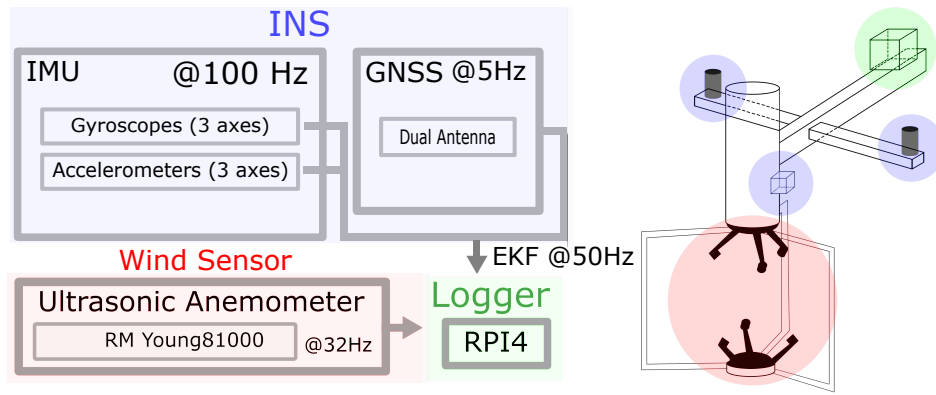 INS
IMU @100 Hz
GNSS @5Hz
Gyroscopes (3 axes)
Accelerometers (3 axes)
Dual Antenna
EKF @50Hz
Wind Sensor
Ultrasonic Anemometer
RM Young81000
@32Hz
Logger
RPI4